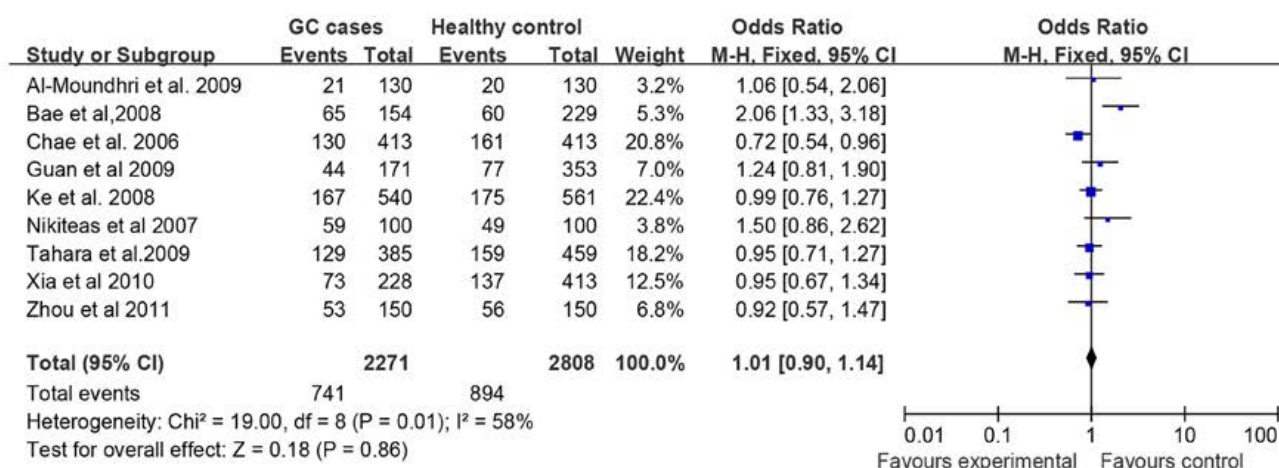 GC cases Healthy control Odds Ratio Odds Ratio
Study or Subgroup Events Total Events Total Weight M-H, Fixed, 95% CI M-H, Fixed, 95% CI
Al-Moundhri et al. 2009 21 130 20 130 3.2% 1.06 [0.54, 2.06]
Bae et al,2008 65 154 60 229 5.3% 2.06 [1.33, 3.18]
Chae et al. 2006 130 413 161 413 20.8% 0.72 [0.54, 0.96]
Guan et al 2009 44 171 77 353 7.0% 1.24 [0.81, 1.90]
Ke et al. 2008 167 540 175 561 22.4% 0.99 [0.76, 1.27]
Nikiteas et al 2007 59 100 49 100 3.8% 1.50 [0.86, 2.62]
Tahara et al.2009 129 385 159 459 18.2% 0.95 [0.71, 1.27]
Xia et al 2010 73 228 137 413 12.5% 0.95 [0.67, 1.34]
Zhou et al 2011 53 150 56 150 6.8% 0.92 [0.57, 1.47]
Total (95% CI) 2271 2808 100.0% 1.01 [0.90, 1.14]
Total events 741 894
Heterogeneity: Chi² = 19.00, df = 8 (P = 0.01); I² = 58%
Test for overall effect: Z = 0.18 (P = 0.86)
0.01 0.1 1 10 100
Favours experimental Favours control